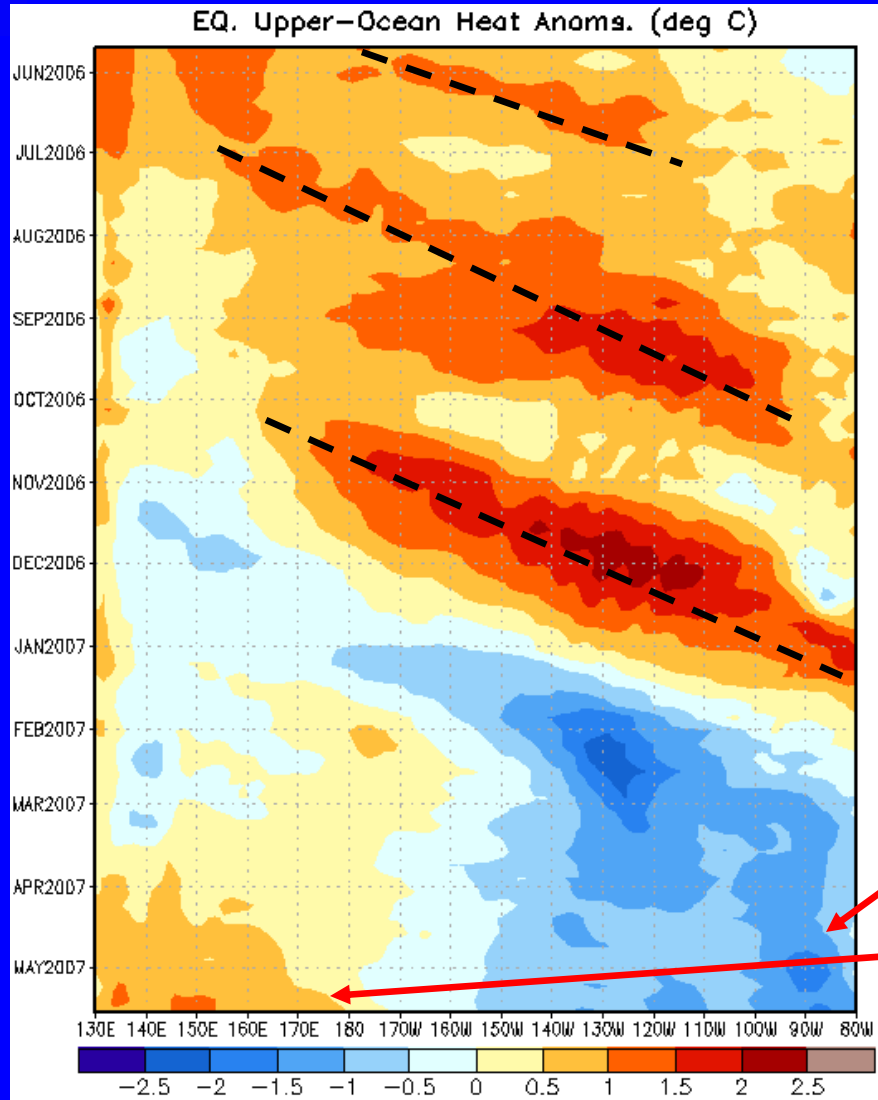 EQ. Upper-Ocean Heat Anoms. (deg C)
JUN2006
JUL2006
AUG2006
SEP2006
OCT2006
NOV2006
DEC2006
JAN2007
FEB2007
MAR2007
APR2007
MAY2007
130E 140E 150E 160E 170E 180 170W 160W 150W 140W 130W 120W 110W 100W 90W 80W
-2.5 -2 -1.5 -1 -0.5 0 0.5 1 1.5 2 2.5